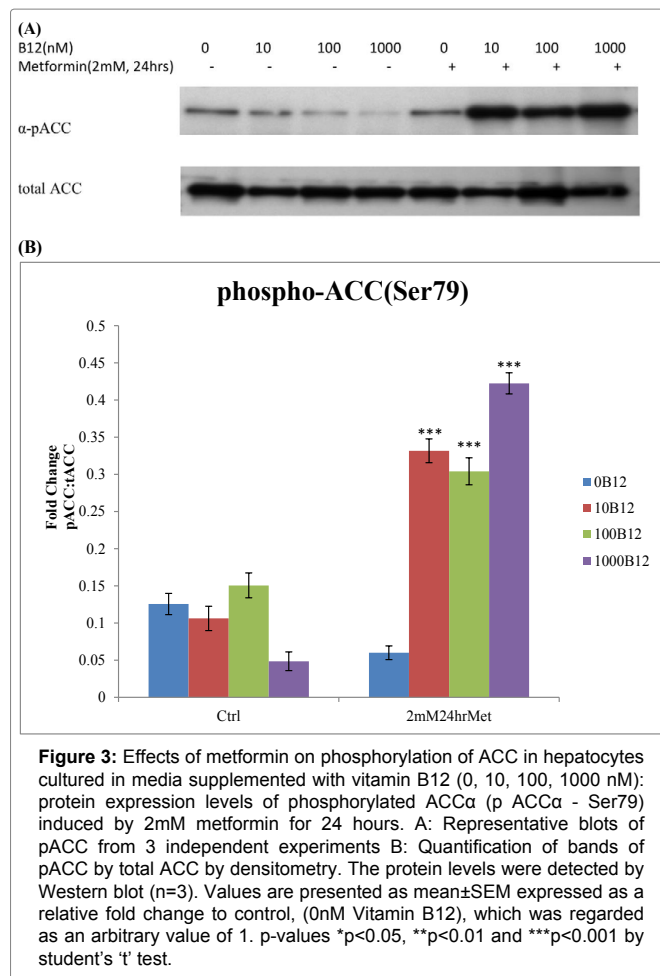 (A)
B12(nM) 0 10 100 1000 0 10 100 1000
Metformin(2mM, 24hrs) - - - - + + + +
α-pACC
total ACC
(B)
phospho-ACC(Ser79)
0.5
0.45
0.4
0.35
0.3
0.25
0.2
0.15
0.1
0.05
0
Fold Change
pACC:tACC
***
***
***
0B12
10B12
100B12
1000B12
Ctrl
2mM24hrMet
Figure 3: Effects of metformin on phosphorylation of ACC in hepatocytes
cultured in media supplemented with vitamin B12 (0, 10, 100, 1000 nM):
protein expression levels of phosphorylated ACCα (p ACCα - Ser79)
induced by 2mM metformin for 24 hours. A: Representative blots of
pACC from 3 independent experiments B: Quantification of bands of
pACC by total ACC by densitometry. The protein levels were detected by
Western blot (n=3). Values are presented as mean±SEM expressed as a
relative fold change to control, (0nM Vitamin B12), which was regarded
as an arbitrary value of 1. p-values *p<0.05, **p<0.01 and ***p<0.001 by
student's 't' test.